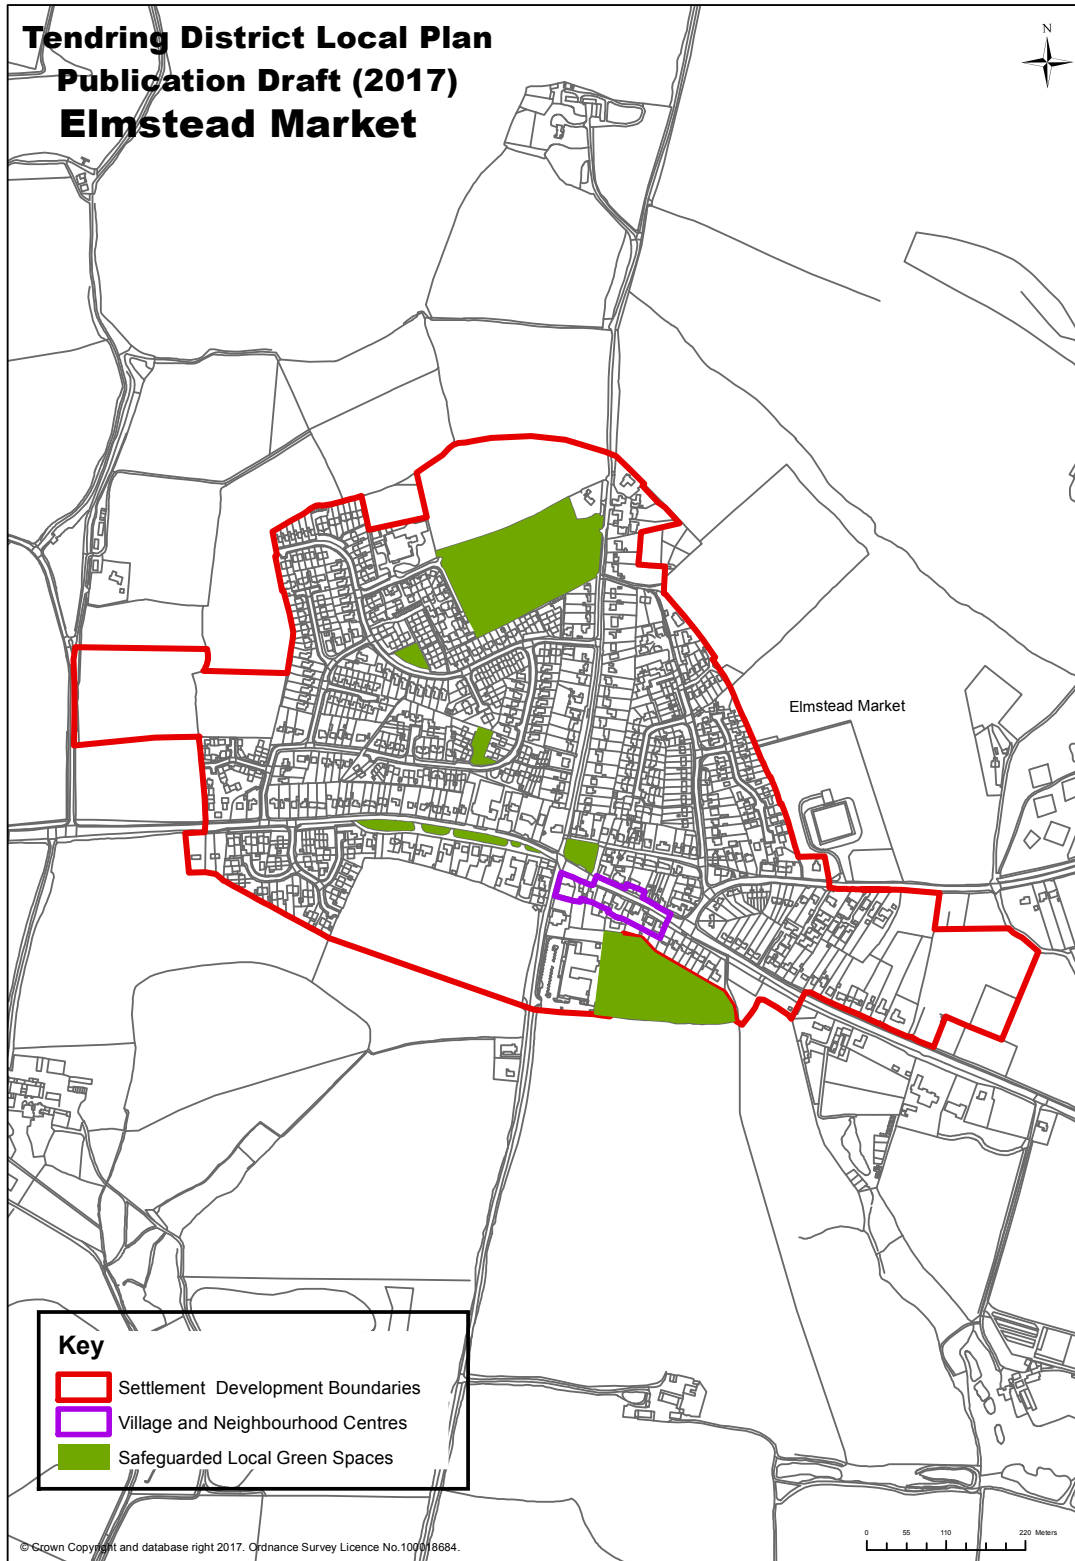 Tendring District Local Plan
Publication Draft (2017)
Elmstead Market
N
Elmstead Market
Key
Settlement Development Boundaries
Village and Neighbourhood Centres
Safeguarded Local Green Spaces
0 55 110 220 Meters
© Crown Copyright and database right 2017. Ordnance Survey Licence No.100018684.